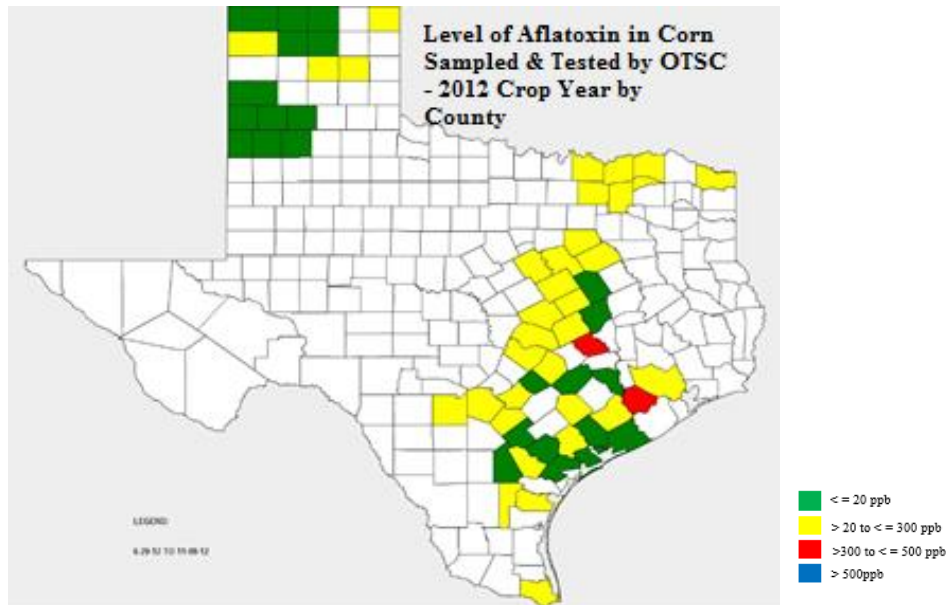 Level of Aflatoxin in Corn
Sampled & Tested by OTSC
- 2012 Crop Year by
County
LEGEND:
TO
< = 20 ppb
> 20 to < = 300 ppb
>300 to < = 500 ppb
> 500ppb